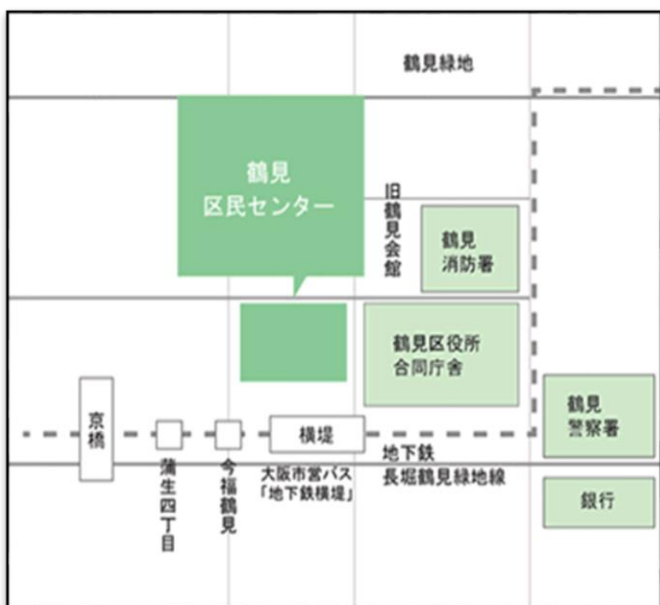 鶴見緑地
鶴見
区民センター
旧鶴見会館
鶴見
消防署
鶴見区役所
合同庁舎
鶴見
警察署
京橋
蒲生四丁目
今福鶴見
横堤
大阪市営バス
「地下鉄横堤」
地下鉄
長堀鶴見緑地線
銀行